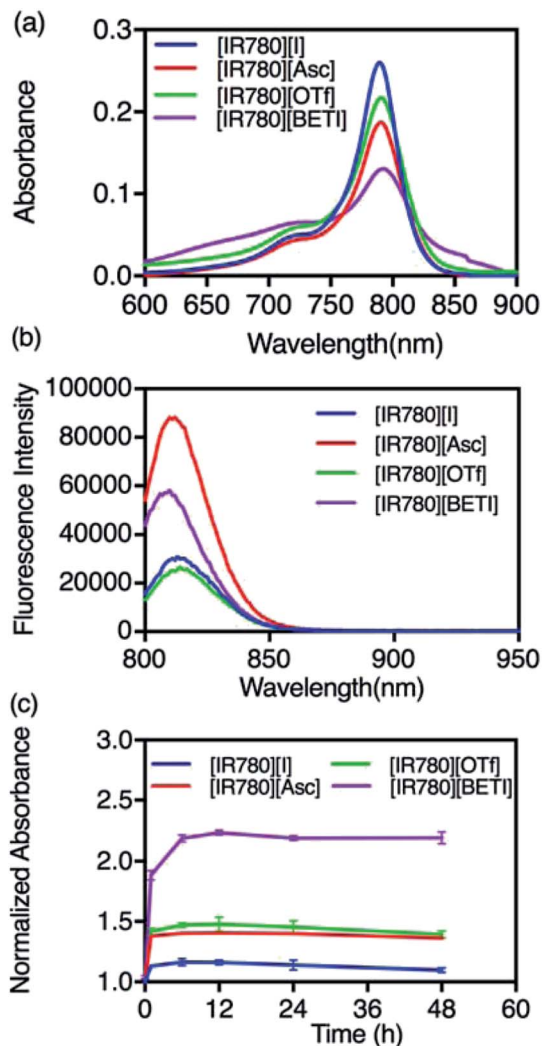 (a)
0.3
0.2
0.1
0.0
Absorbance
[IR780][I]
[IR780][Asc]
[IR780][OTf]
[IR780][BETI]
600 650 700 750 800 850 900
Wavelength(nm)
(b)
100000
80000
60000
40000
20000
0
Fluorescence Intensity
[IR780][I]
[IR780][Asc]
[IR780][OTf]
[IR780][BETI]
800 850 900 950
Wavelength(nm)
(c)
3.0
2.5
2.0
1.5
1.0
Normalized Absorbance
[IR780][I] [IR780][OTf]
[IR780][Asc] [IR780][BETI]
0 12 24 36 48 60
Time (h)